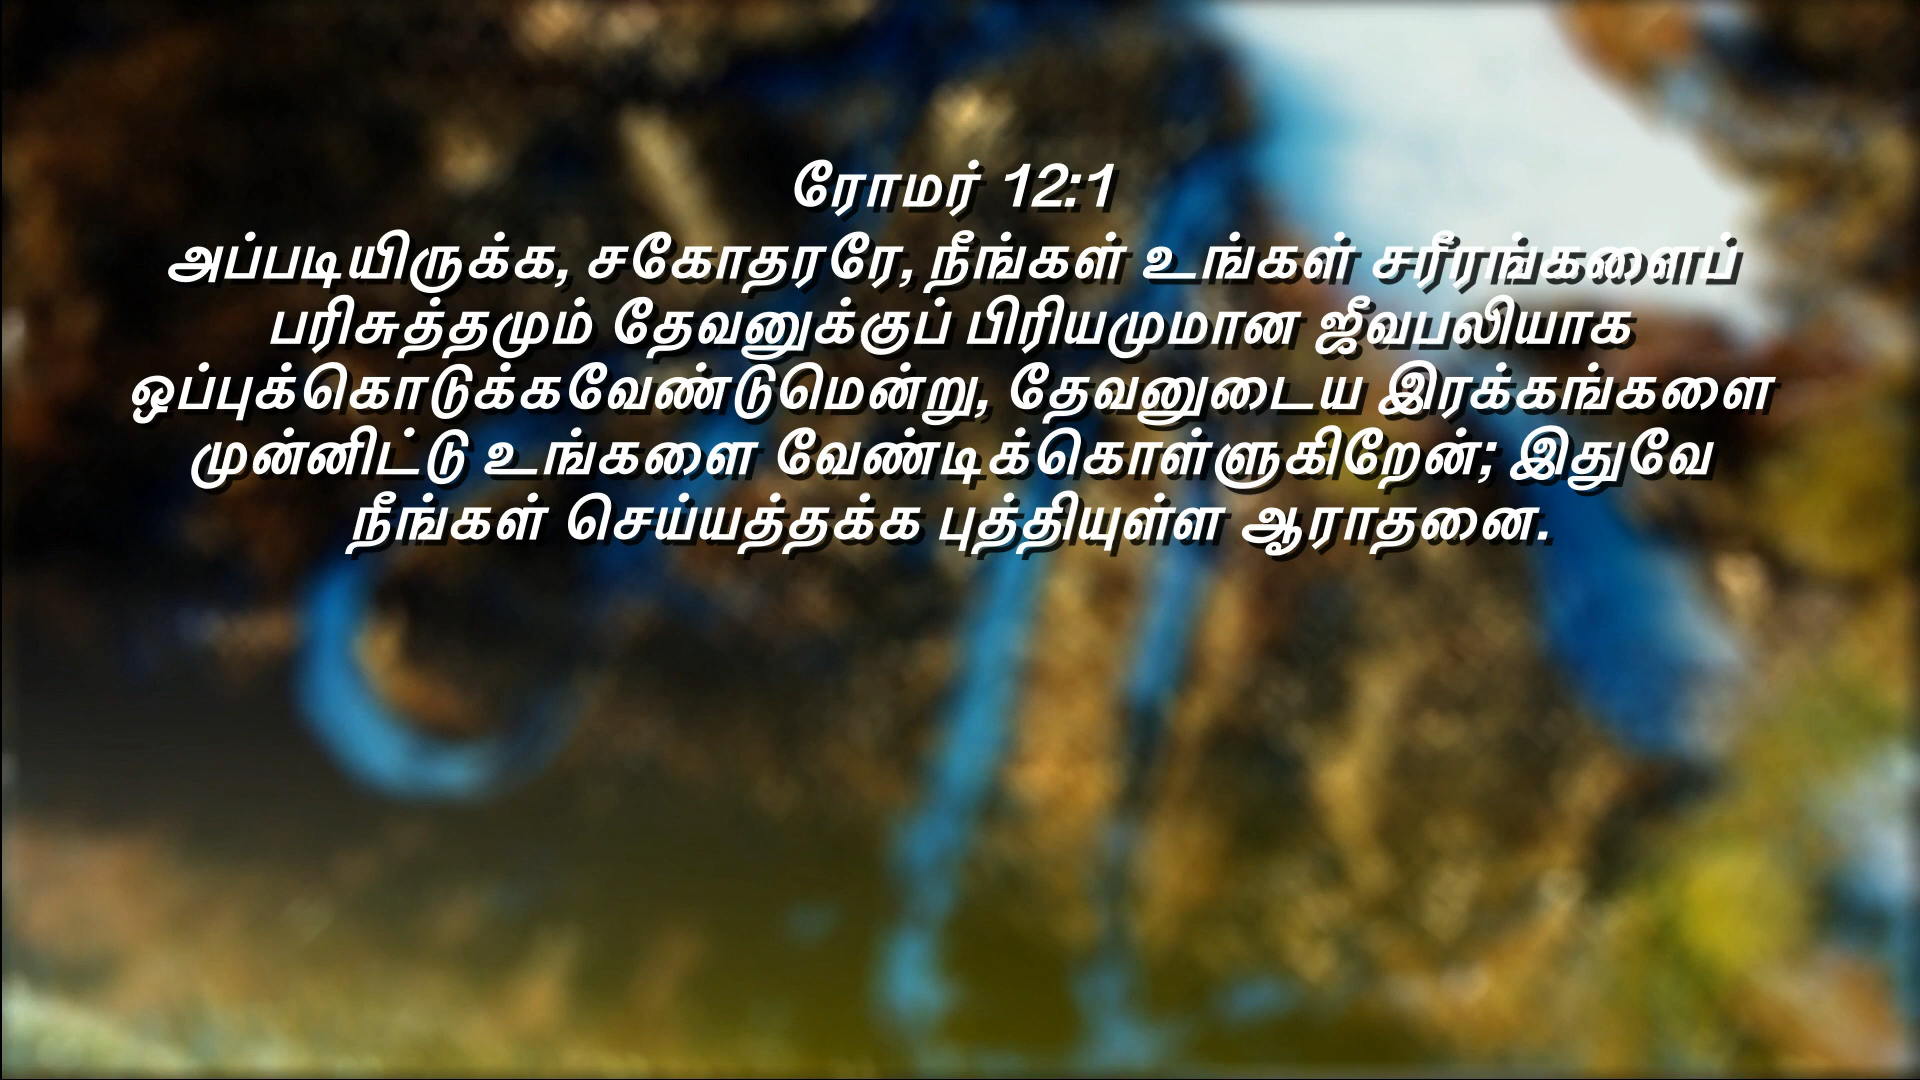 ரோமர் 12:1
அப்படியிருக்க, சகோதரரே, நீங்கள் உங்கள் சரீரங்களைப்
பரிசுத்தமும் தேவனுக்குப் பிரியமுமான ஜீவபலியாக
ஒப்புக்கொடுக்கவேண்டுமென்று, தேவனுடைய இரக்கங்களை
முன்னிட்டு உங்களை வேண்டிக்கொள்ளுகிறேன்; இதுவே
நீங்கள் செய்யத்தக்க புத்தியுள்ள ஆராதனை.